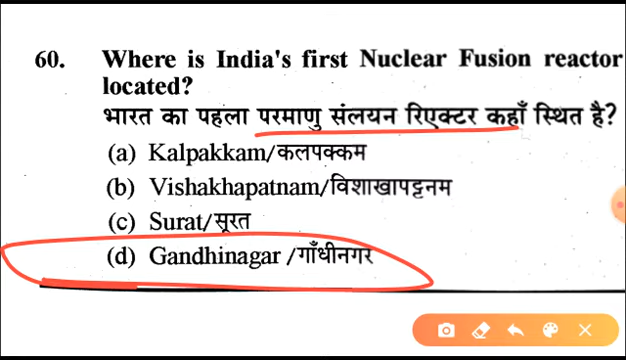 60. Where is India's first Nuclear Fusion reactor
located?
भारत का पहला परमाणु संलयन रिएक्टर कहाँ स्थित है?
(a) Kalpakkam/कलपक्कम
(b) Vishakhapatnam/विशाखापट्टनम
(c) Surat/सूरत
(d) Gandhinagar /गाँधीनगर